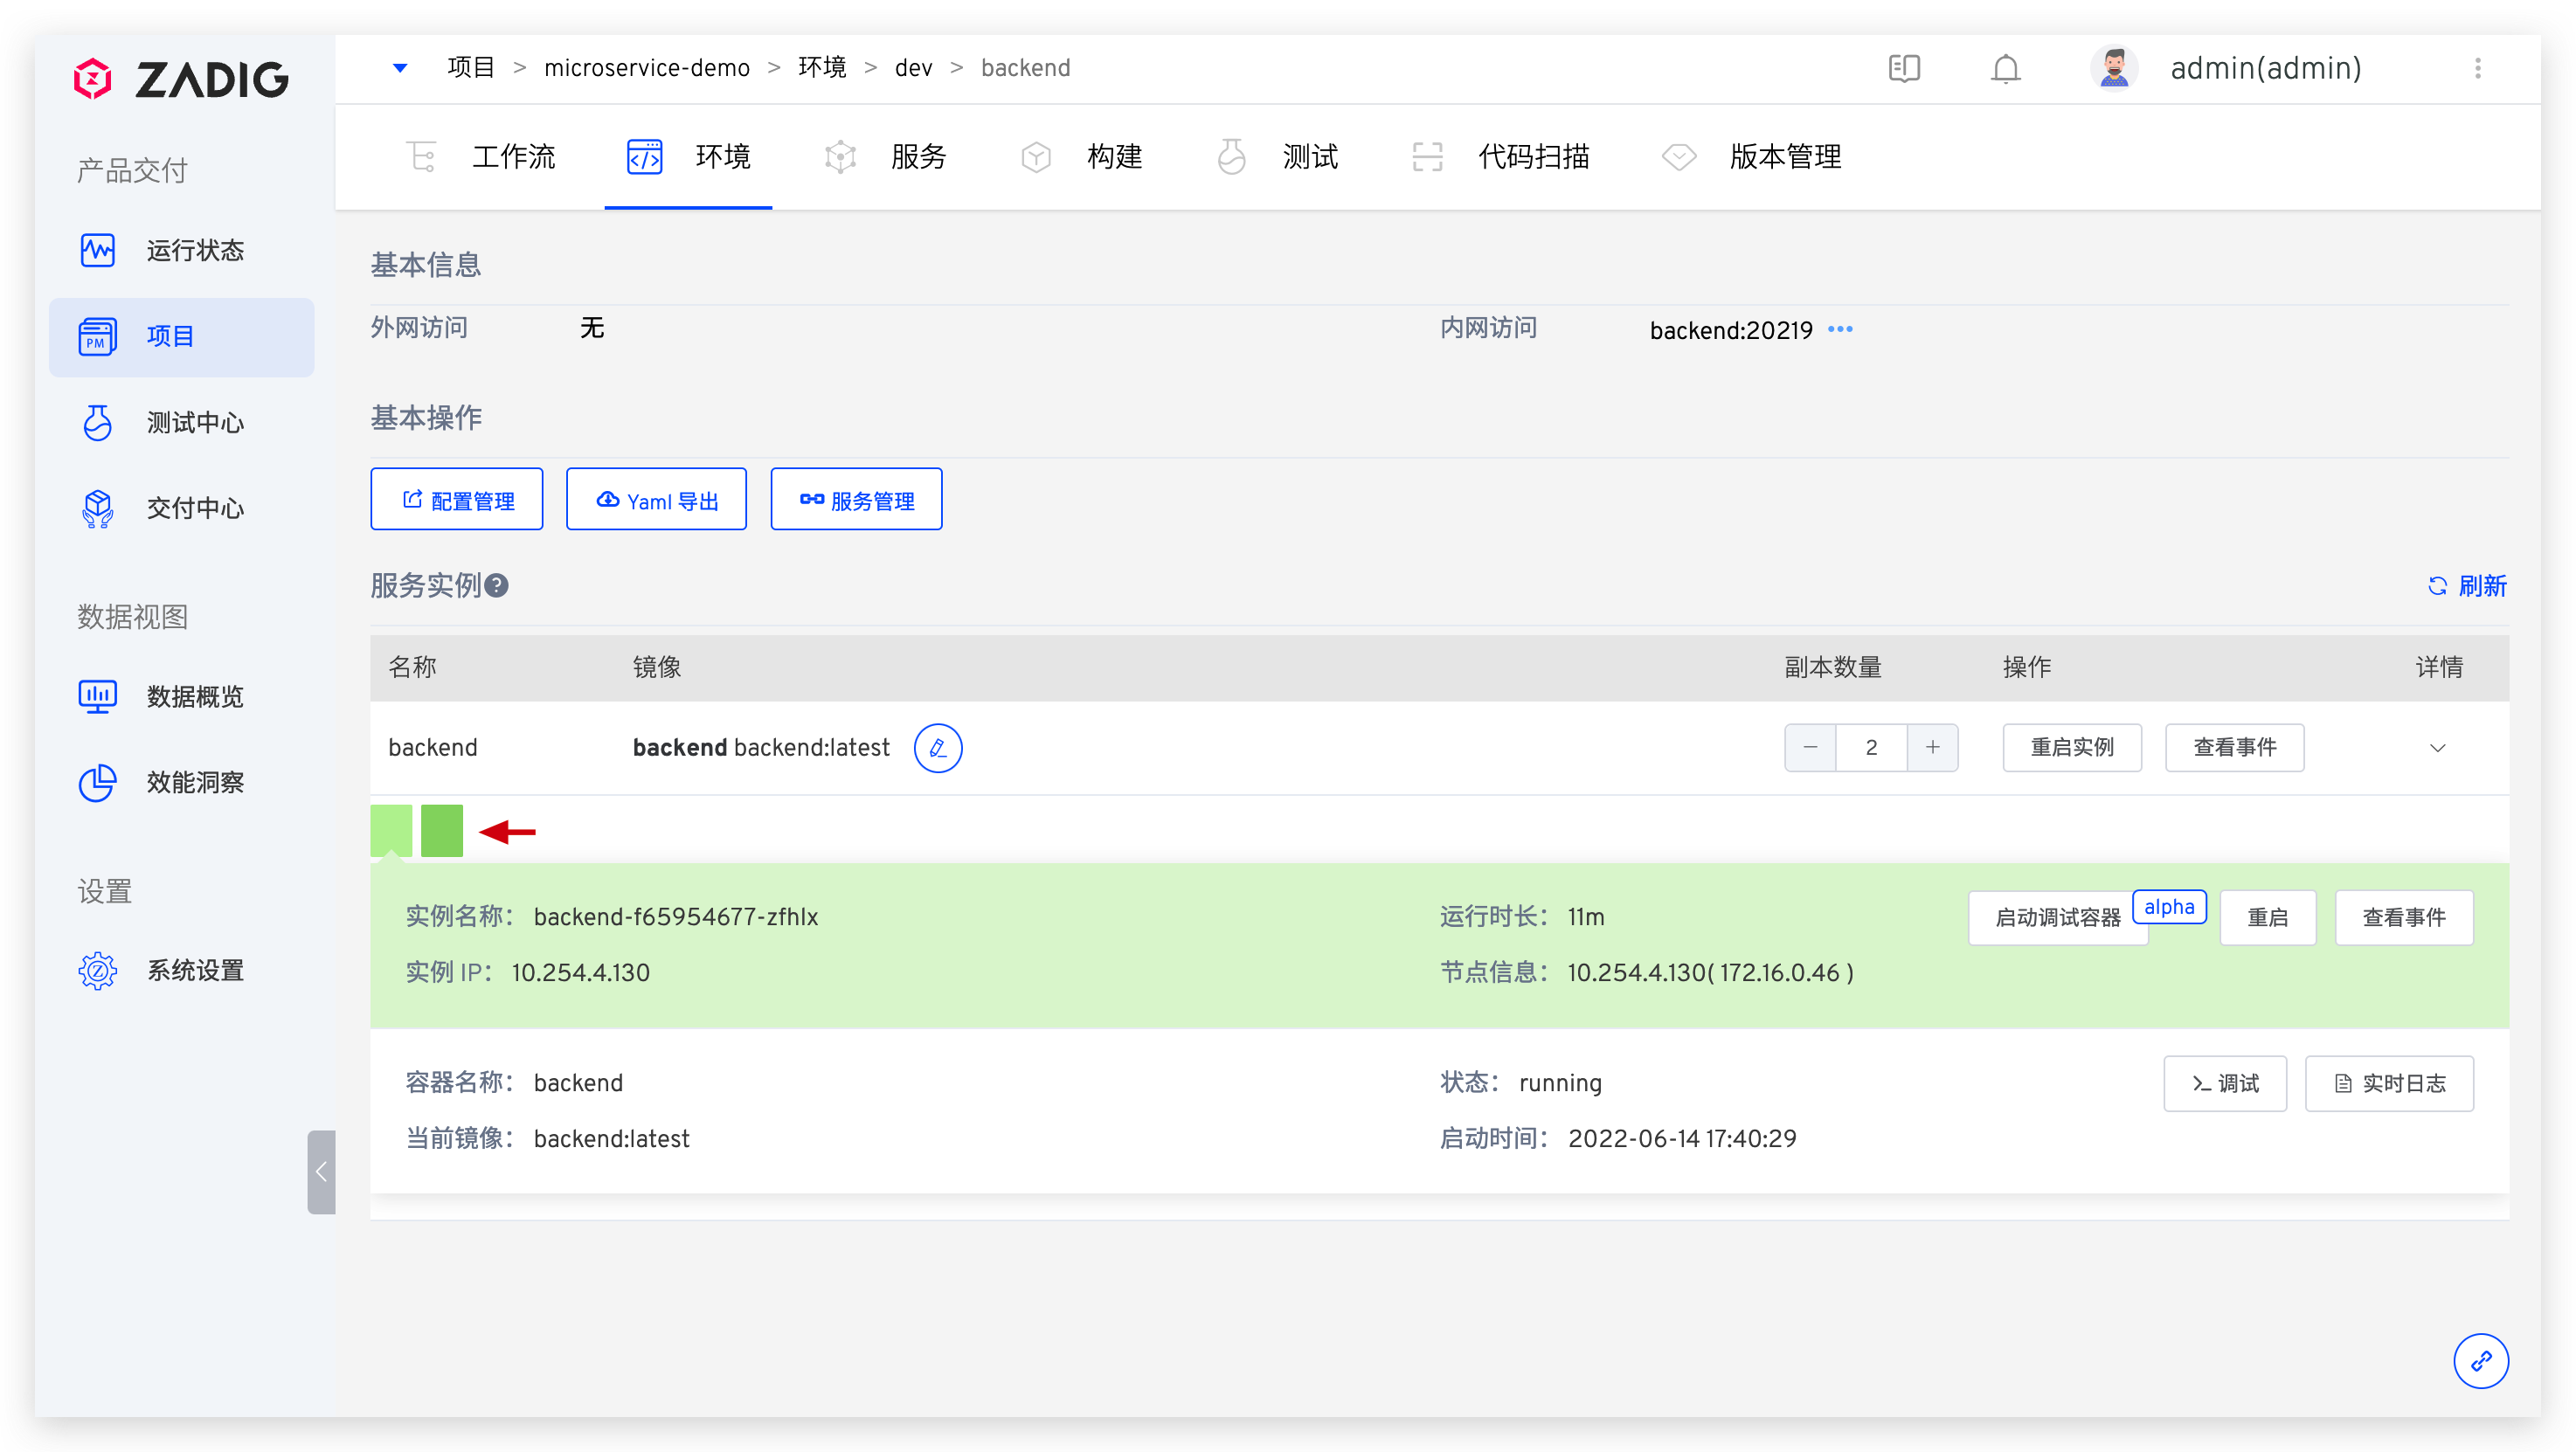 ZADIG
项目 > microservice-demo > 环境 > dev > backend
admin(admin)
工作流 环境 服务 构建 测试 代码扫描 版本管理
产品交付
运行状态
PM 项目
测试中心
交付中心
数据视图
数据概览
效能洞察
设置
系统设置
基本信息
外网访问 无 内网访问 backend:20219 •••
基本操作
配置管理 Yaml 导出 服务管理
服务实例? 刷新
名称 镜像 副本数量 操作 详情
backend backend backend:latest − 2 + 重启实例 查看事件
实例名称： backend-f65954677-zfhlx 运行时长： 11m 启动调试容器 alpha 重启 查看事件
实例 IP： 10.254.4.130 节点信息： 10.254.4.130( 172.16.0.46 )
容器名称： backend 状态： running >_ 调试 实时日志
当前镜像： backend:latest 启动时间： 2022-06-14 17:40:29